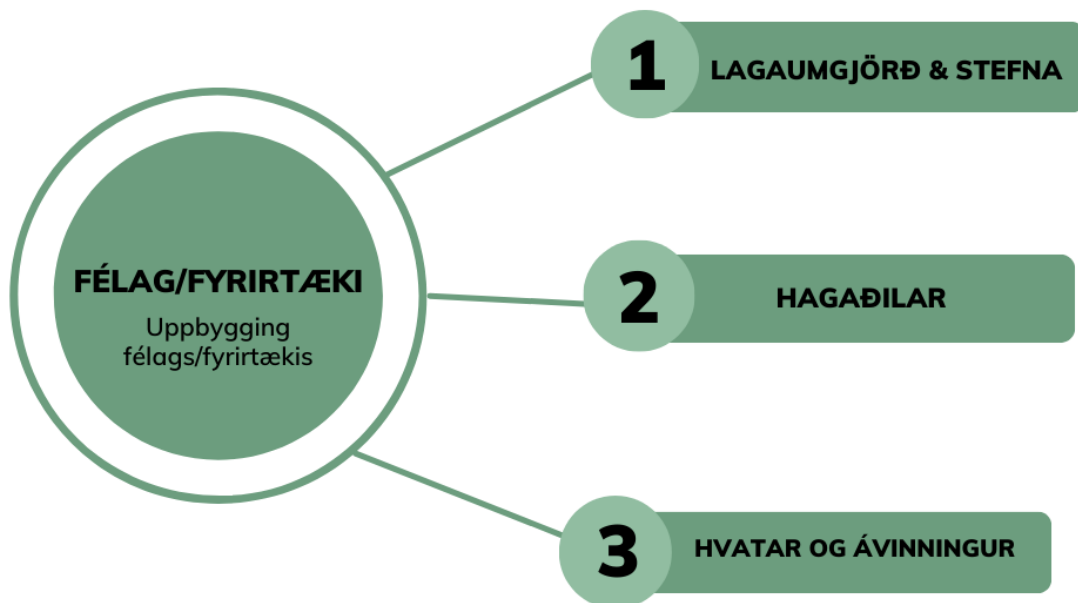 1
LAGAUMGJÖRÐ & STEFNA
FÉLAG/FYRIRTÆKI
Uppbygging
félags/fyrirtækis
2
HAGAÐILAR
3
HVATAR OG ÁVINNINGUR